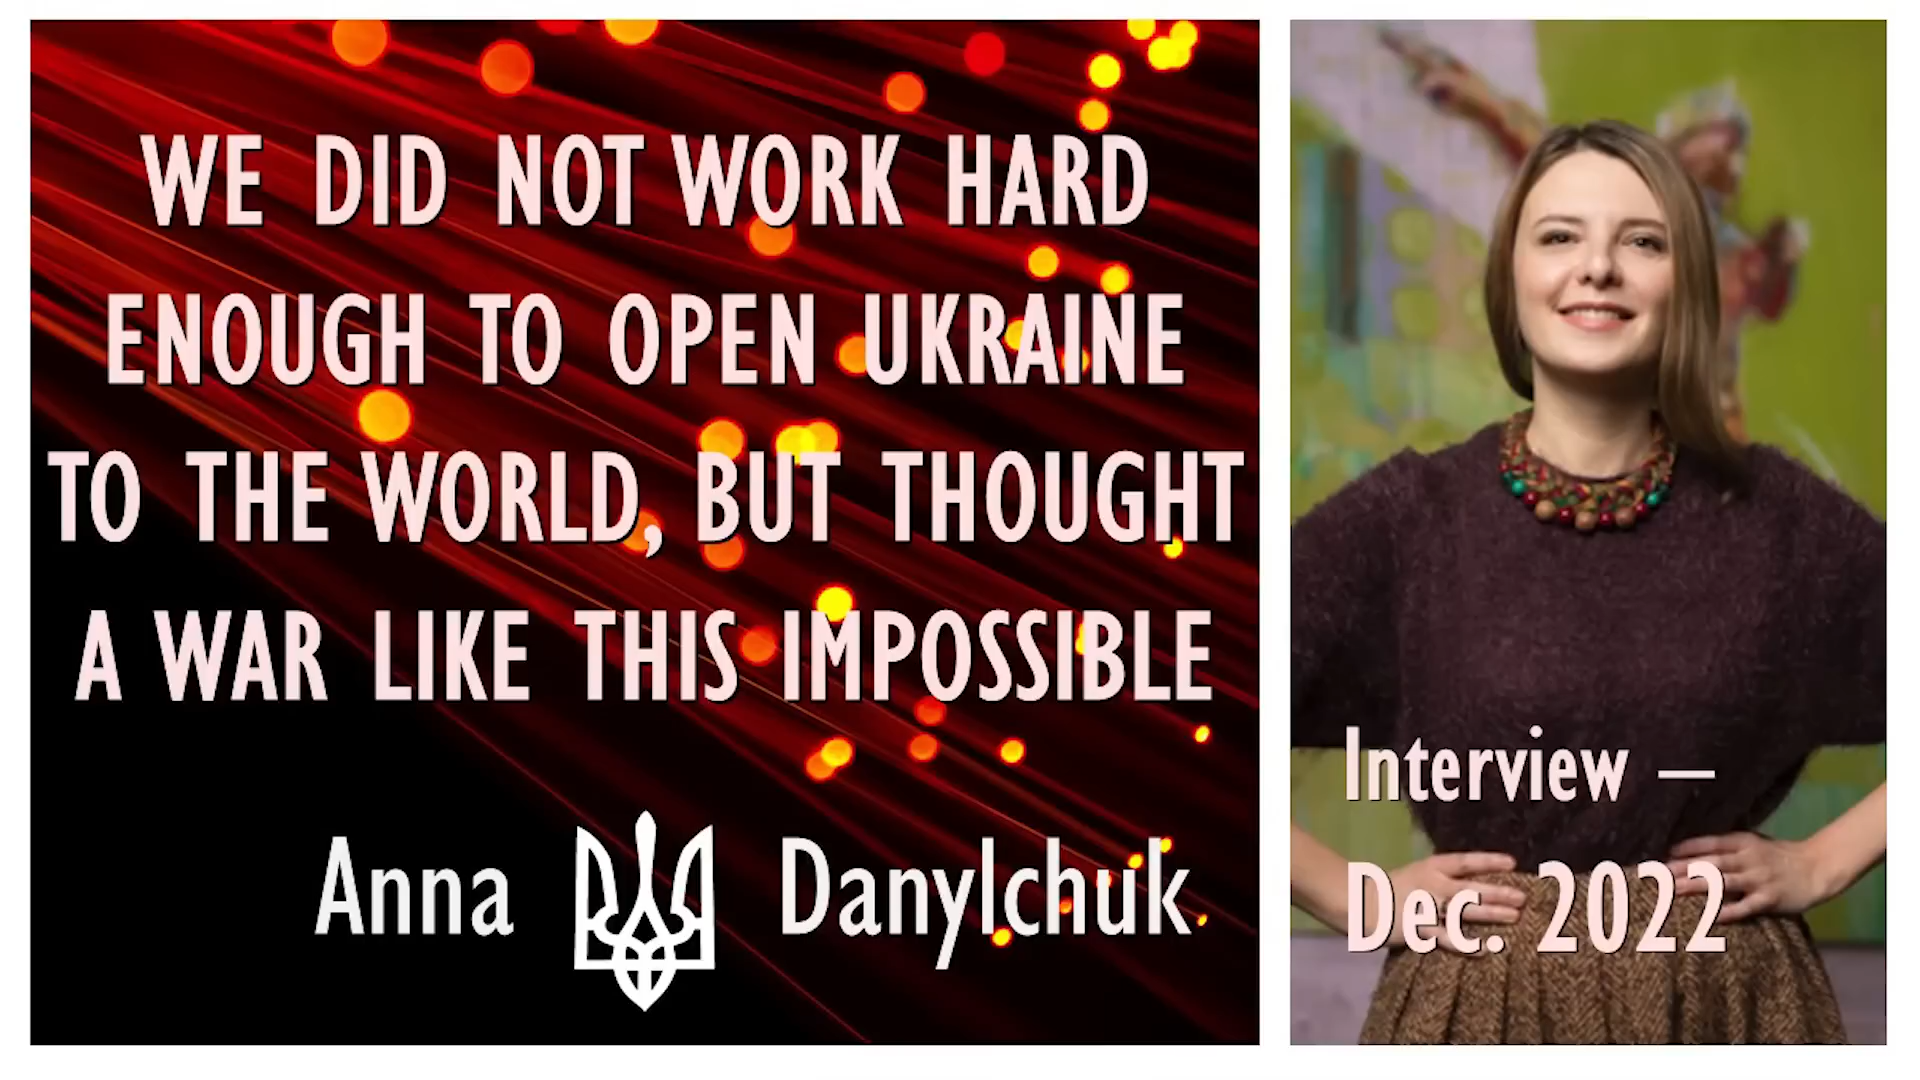 WE DID NOT WORK HARD
ENOUGH TO OPEN UKRAINE
TO THE WORLD, BUT THOUGHT
A WAR LIKE THIS IMPOSSIBLE
Anna Danylchuk
Interview –
Dec. 2022